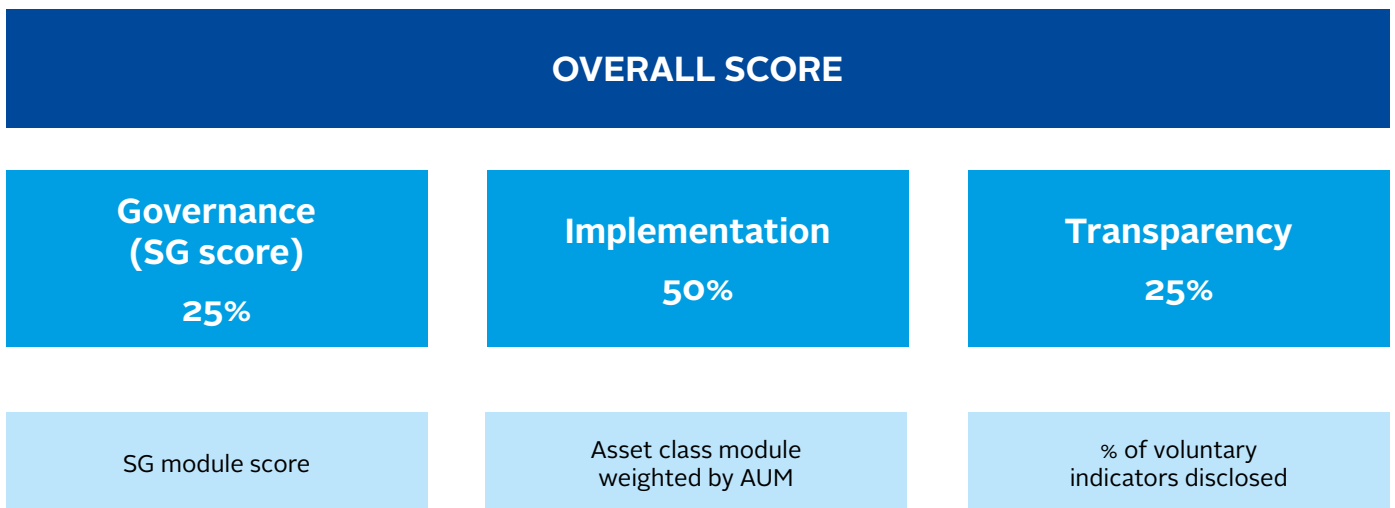 OVERALL SCORE
Governance
(SG score)
25%
Implementation
50%
Transparency
25%
SG module score
Asset class module
weighted by AUM
% of voluntary
indicators disclosed